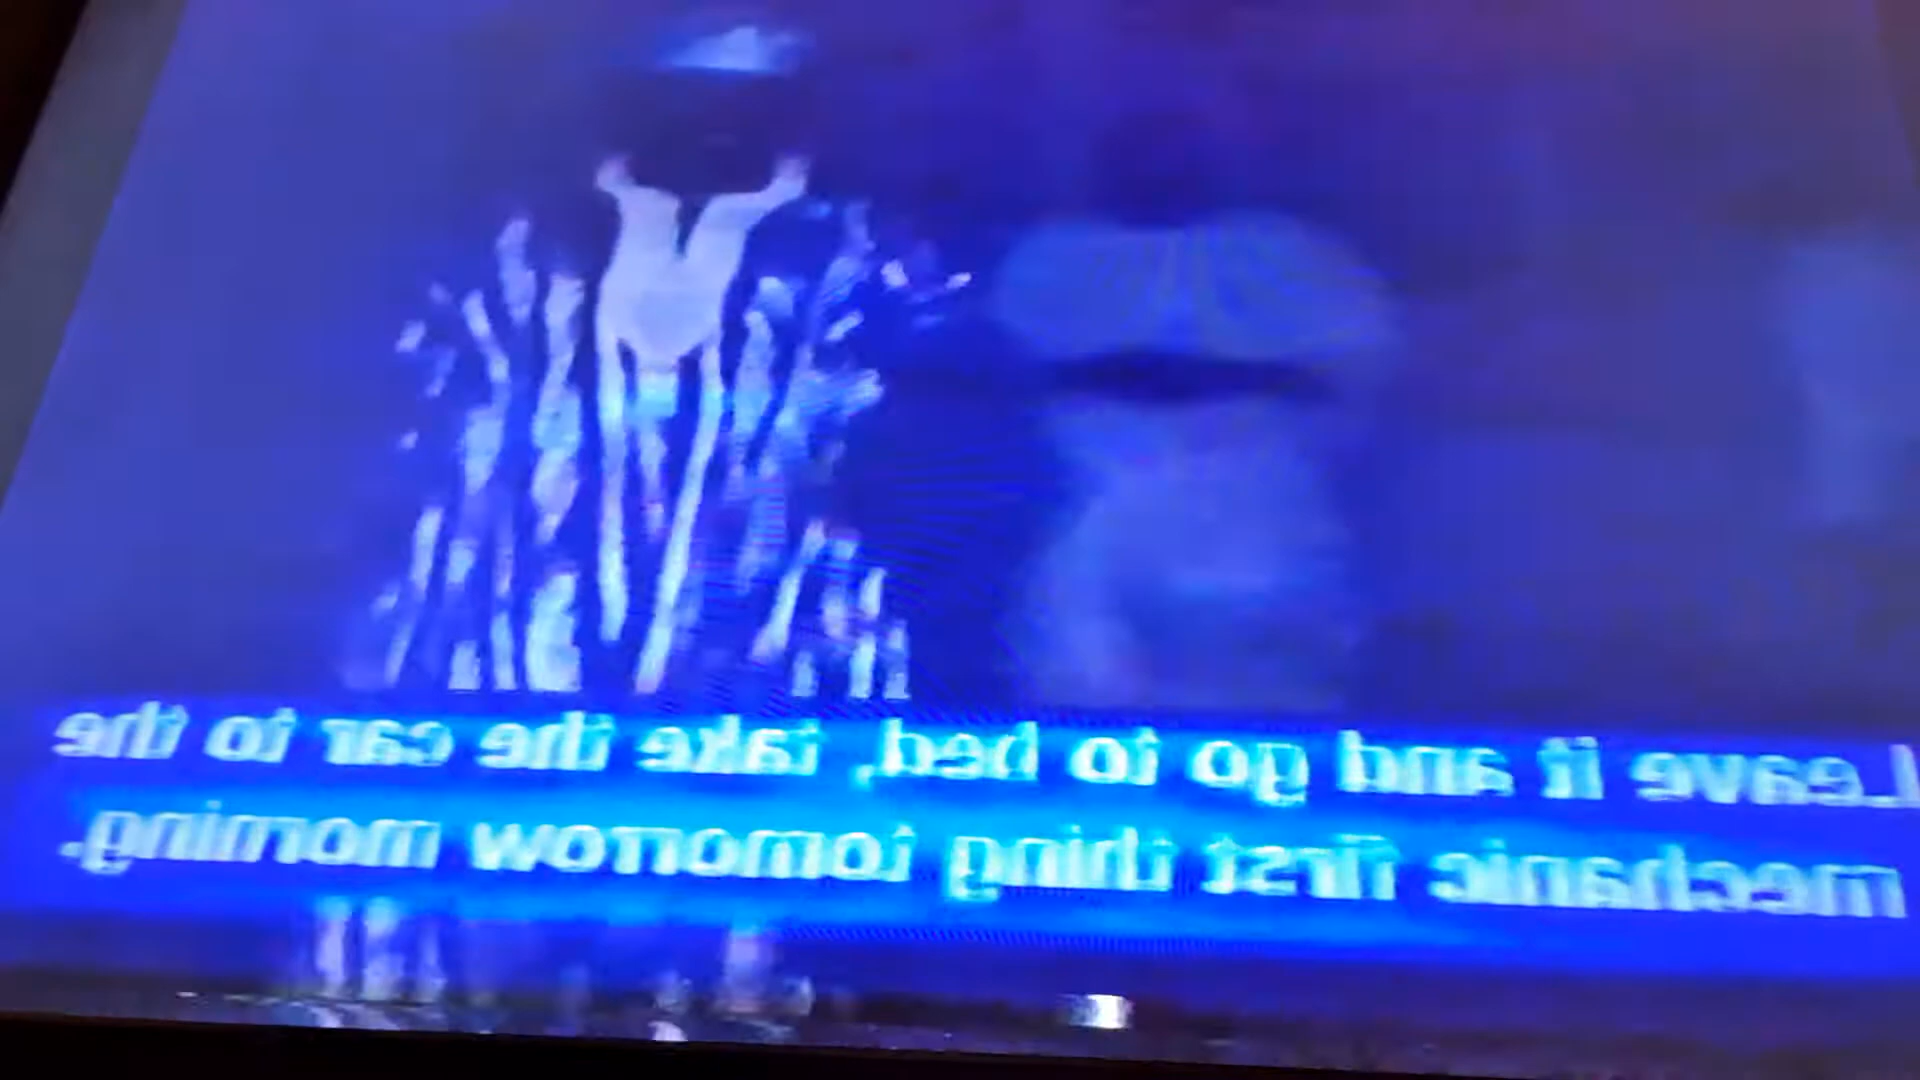 Leave it and go to bed, take the car to the
mechanic first thing tomorrow morning.